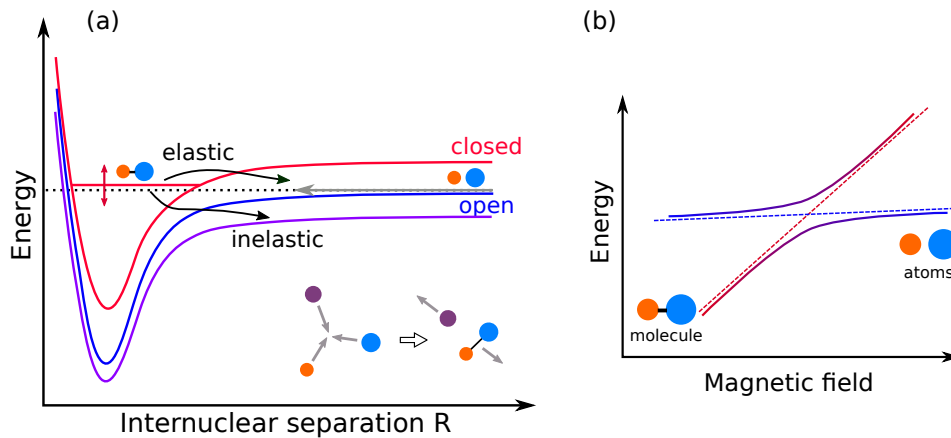 (a)
closed
elastic
open
inelastic
Energy
Internuclear separation R
(b)
Energy
atoms
molecule
Magnetic field